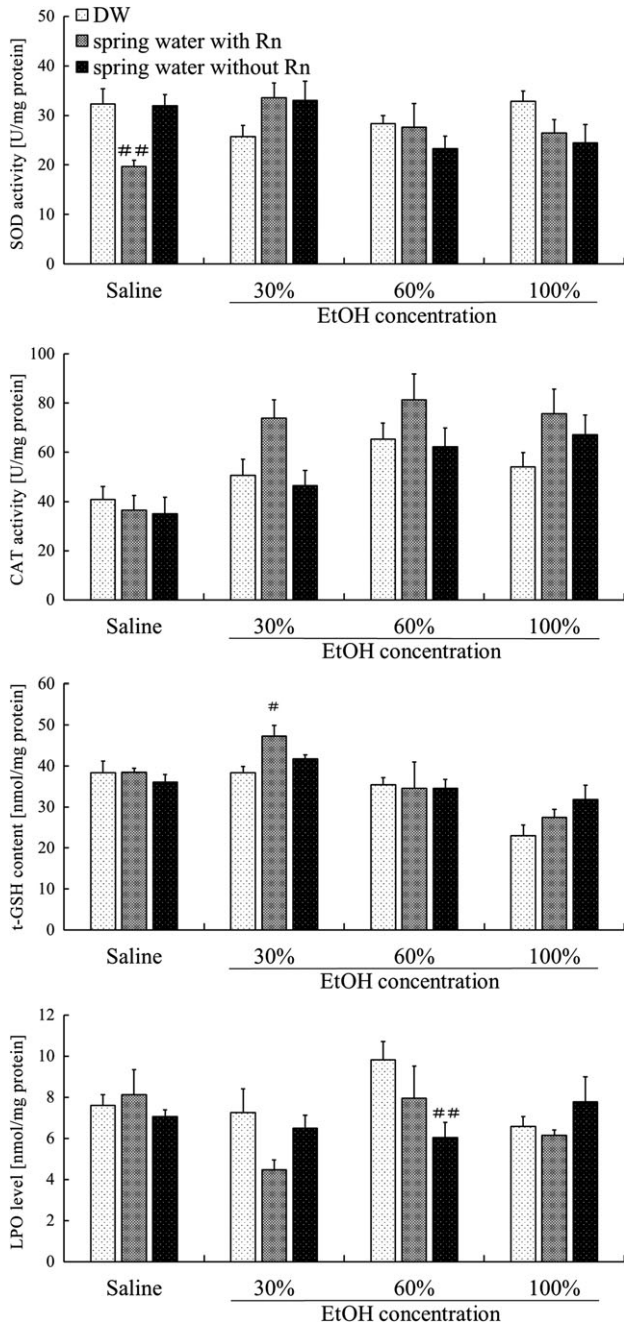 50
DW
spring water with Rn
spring water without Rn
40
30
20
10
0
##
SOD activity [U/mg protein]
Saline 30% 60% 100%
EtOH concentration
100
80
60
40
20
0
CAT activity [U/mg protein]
Saline 30% 60% 100%
EtOH concentration
60
50
40
30
20
10
0
#
t-GSH content [nmol/mg protein]
Saline 30% 60% 100%
EtOH concentration
12
10
8
6
4
2
0
##
LPO level [nmol/mg protein]
Saline 30% 60% 100%
EtOH concentration